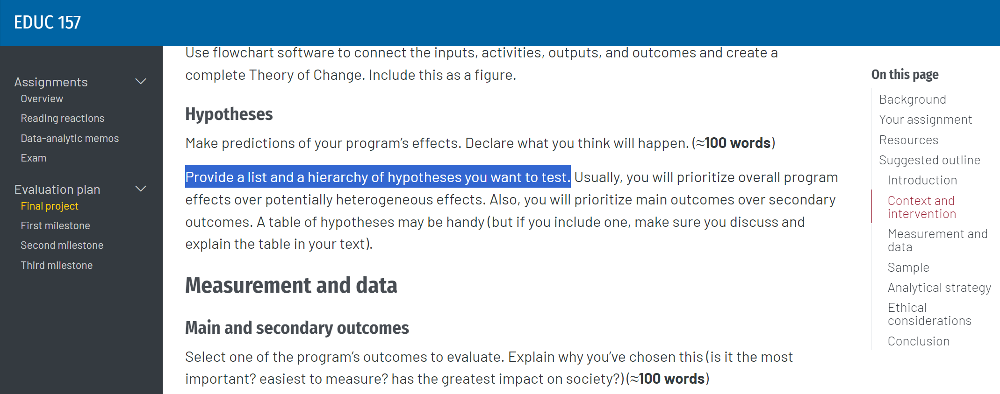 EDUC 157
Assignments
Overview
Reading reactions
Data-analytic memos
Exam
Evaluation plan
Final project
First milestone
Second milestone
Third milestone
Use flowchart software to connect the inputs, activities, outputs, and outcomes and create a
complete Theory of Change. Include this as a figure.
Hypotheses
Make predictions of your program’s effects. Declare what you think will happen. (≈100 words)
Provide a list and a hierarchy of hypotheses you want to test. Usually, you will prioritize overall program
effects over potentially heterogeneous effects. Also, you will prioritize main outcomes over secondary
outcomes. A table of hypotheses may be handy (but if you include one, make sure you discuss and
explain the table in your text).
Measurement and data
Main and secondary outcomes
Select one of the program’s outcomes to evaluate. Explain why you’ve chosen this (is it the most
important? easiest to measure? has the greatest impact on society?) (≈100 words)
On this page
Background
Your assignment
Resources
Suggested outline
Introduction
Context and
intervention
Measurement and
data
Sample
Analytical strategy
Ethical
considerations
Conclusion